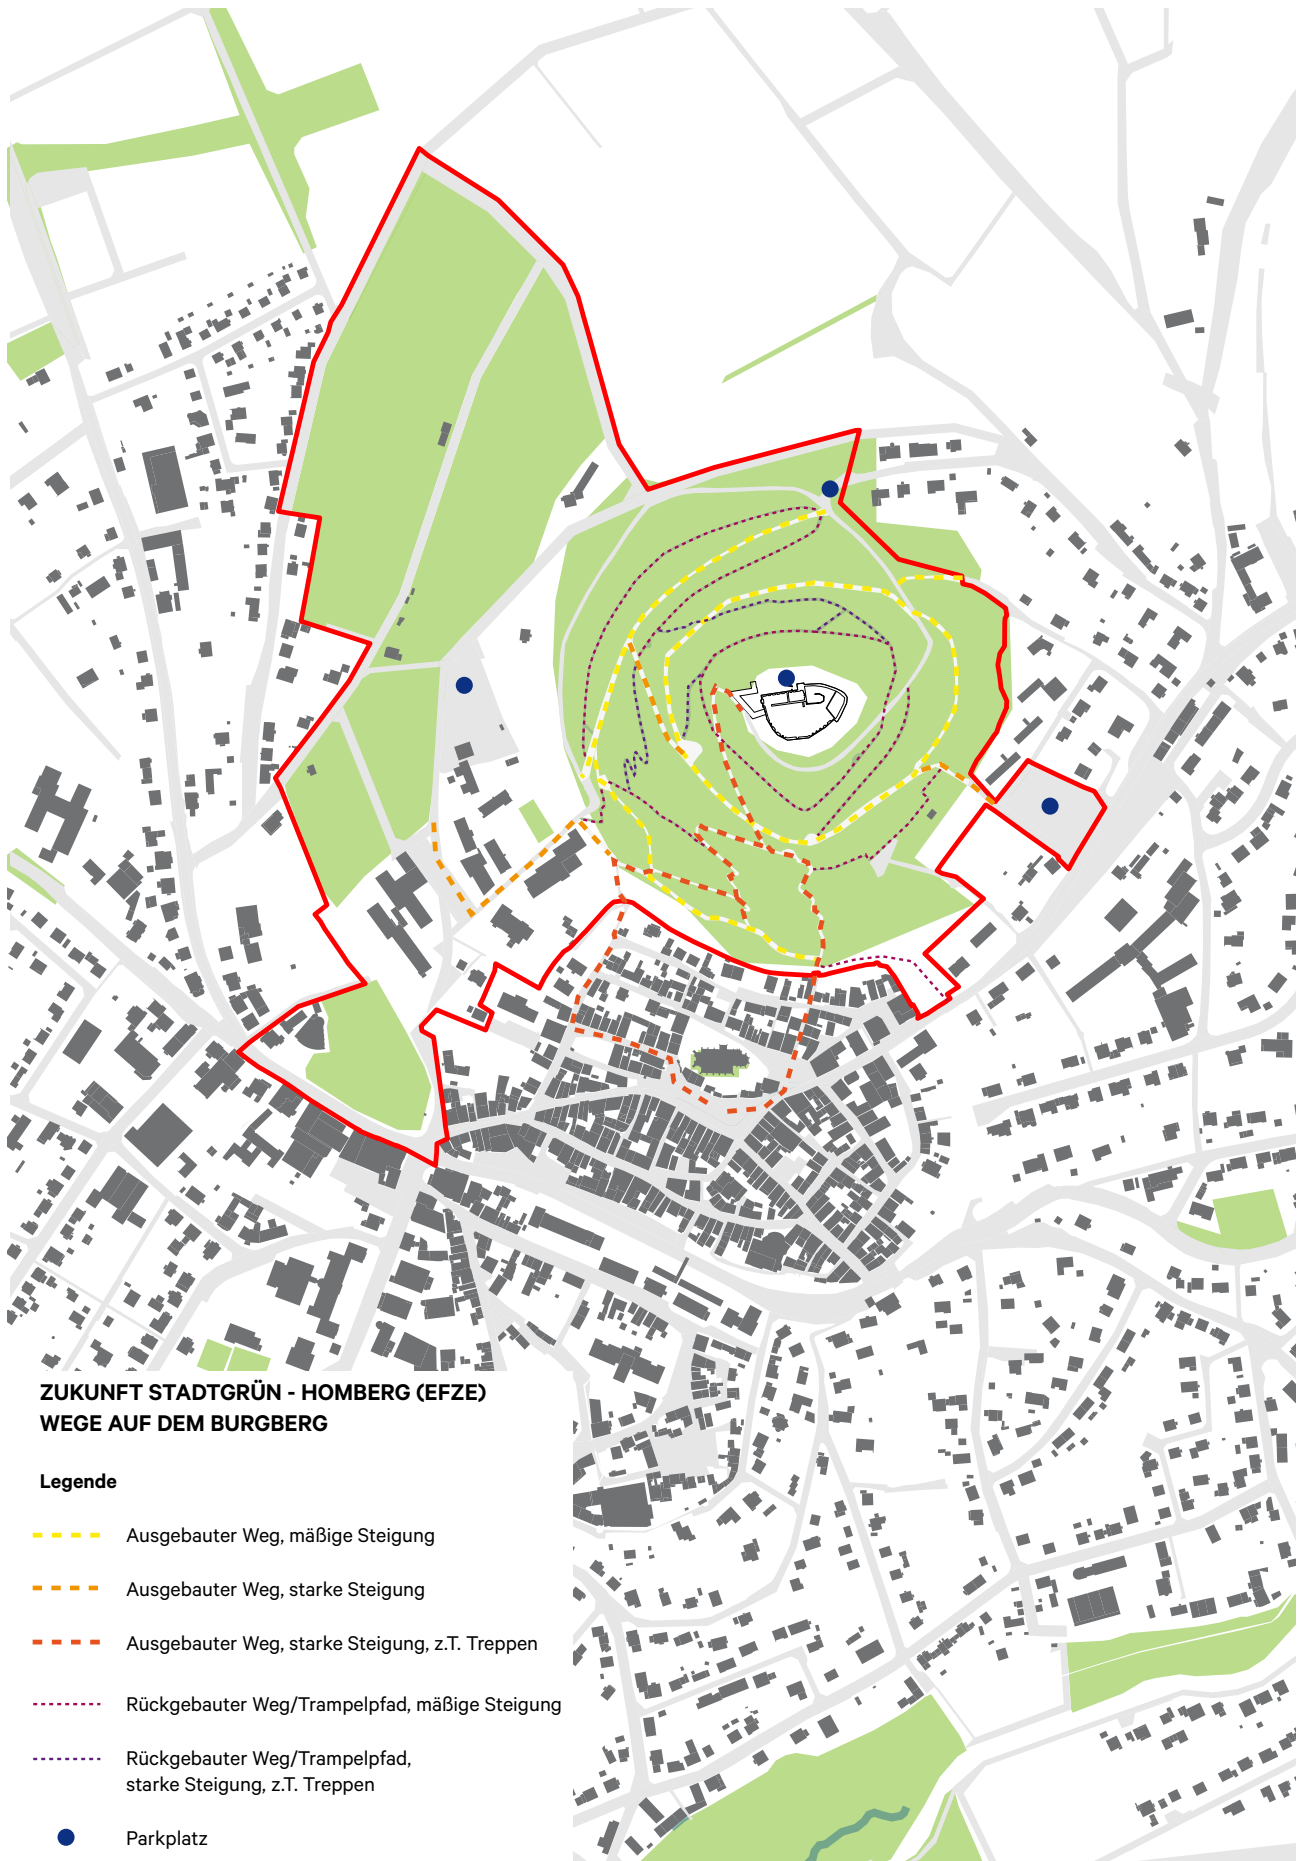 ZUKUNFT STADTGRÜN - HOMBERG (EFZE)
WEGE AUF DEM BURGBERG
Legende
Ausgebauter Weg, mäßige Steigung
Ausgebauter Weg, starke Steigung
Ausgebauter Weg, starke Steigung, z.T. Treppen
Rückgebauter Weg/Trampelpfad, mäßige Steigung
Rückgebauter Weg/Trampelpfad,
starke Steigung, z.T. Treppen
Parkplatz